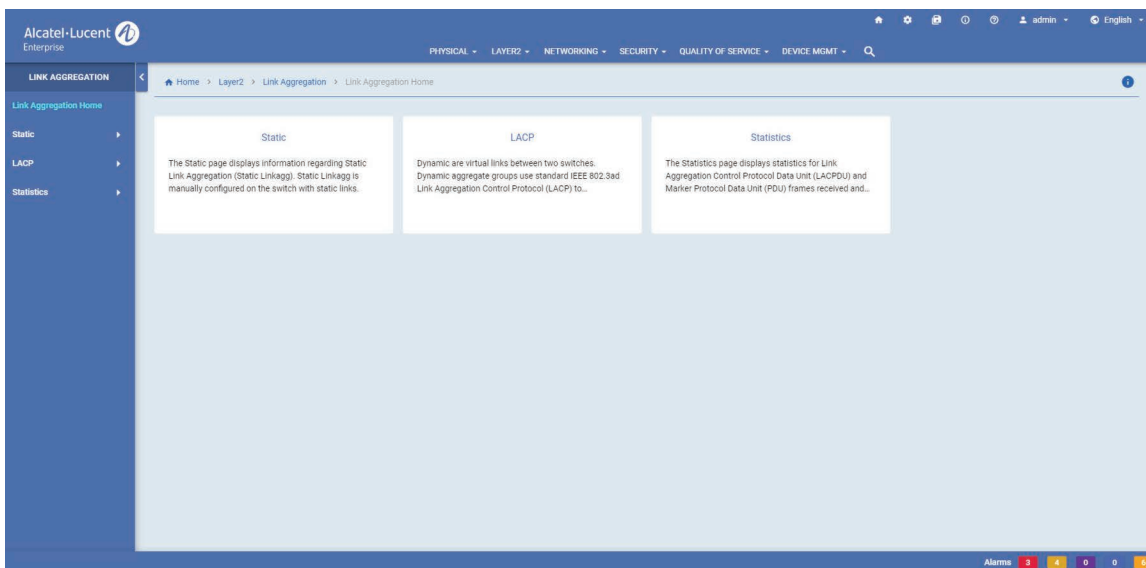 Alcatel·Lucent
Enterprise
admin
English
PHYSICAL
LAYER2
NETWORKING
SECURITY
QUALITY OF SERVICE
DEVICE MGMT
LINK AGGREGATION
Link Aggregation Home
Static
LACP
Statistics
Home > Layer2 > Link Aggregation > Link Aggregation Home
Static
The Static page displays information regarding Static
Link Aggregation (Static Linkagg). Static Linkagg is
manually configured on the switch with static links.
LACP
Dynamic are virtual links between two switches.
Dynamic aggregate groups use standard IEEE 802.3ad
Link Aggregation Control Protocol (LACP) to...
Statistics
The Statistics page displays statistics for Link
Aggregation Control Protocol Data Unit (LACPDU) and
Marker Protocol Data Unit (PDU) frames received and...
Alarms 3 4 0 0